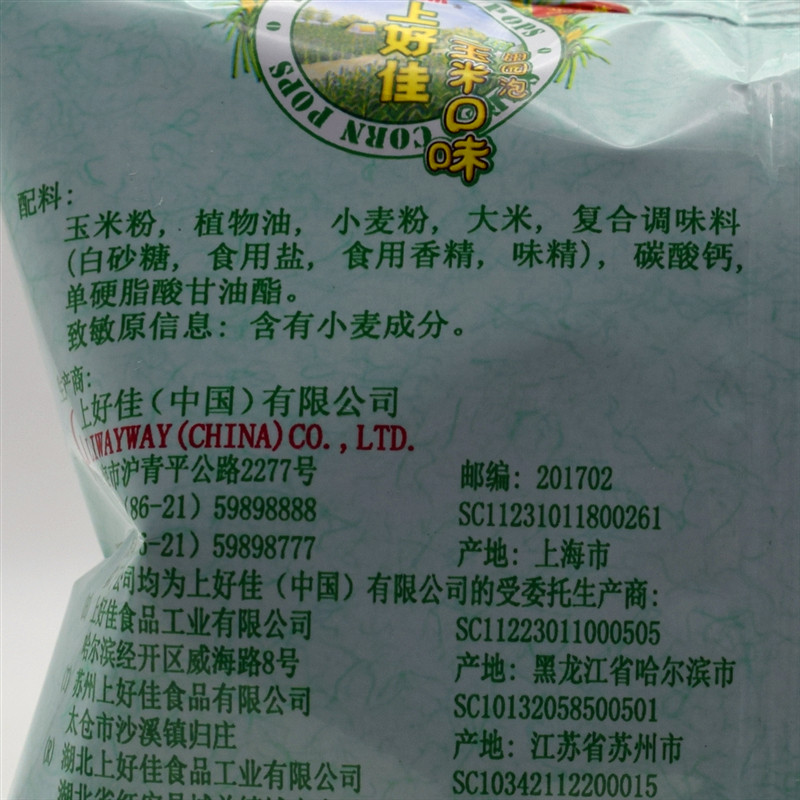 上好佳
田园泡
玉米口味
CORN POPS
配料:
玉米粉, 植物油, 小麦粉, 大米, 复合调味料
(白砂糖, 食用盐, 食用香精, 味精), 碳酸钙,
单硬脂酸甘油酯。
致敏原信息: 含有小麦成分。
产商:
上好佳(中国)有限公司
IWAYWAY(CHINA)CO.,LTD.
市沪青平公路2277号 邮编: 201702
(86-21) 59898888 SC11231011800261
-21) 59898777 产地: 上海市
公司均为上好佳(中国)有限公司的受委托生产商:
上好佳食品工业有限公司 SC11223011000505
哈尔滨经开区威海路8号 产地: 黑龙江省哈尔滨市
苏州上好佳食品有限公司 SC10132058500501
太仓市沙溪镇归庄 产地: 江苏省苏州市
湖北上好佳食品工业有限公司 SC10342112200015